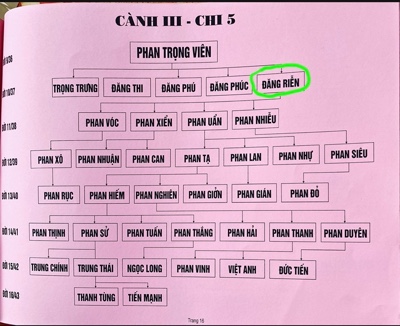 CÀNH III - CHI 5
ĐỜI 9/36
PHAN TRỌNG VIÊN
ĐỜI 10/37
TRỌNG TRƯNG ĐĂNG THI ĐĂNG PHÚ ĐĂNG PHÚC ĐĂNG RIỄN
ĐỜI 11/38
PHAN VÓC PHAN XIỂN PHAN UẨN PHAN NHIỄU
ĐỜI 12/39
PHAN XÔ PHAN NHUẬN PHAN CAN PHAN TẠ PHAN LAN PHAN NHỰ PHAN SIÊU
ĐỜI 13/40
PHAN RỤC PHAN HIẾM PHAN NGHIÊN PHAN GIỚN PHAN GIÁN PHAN ĐỎ
ĐỜI 14/41
PHAN THỊNH PHAN SỬ PHAN TUẤN PHAN THẮNG PHAN HẢI PHAN THANH PHAN DUYÊN
ĐỜI 15/42
TRUNG CHÍNH TRUNG THÁI NGỌC LONG PHAN VINH VIỆT ANH ĐỨC TIẾN
ĐỜI 16/43
THANH TÙNG TIẾN MẠNH
Trang 16